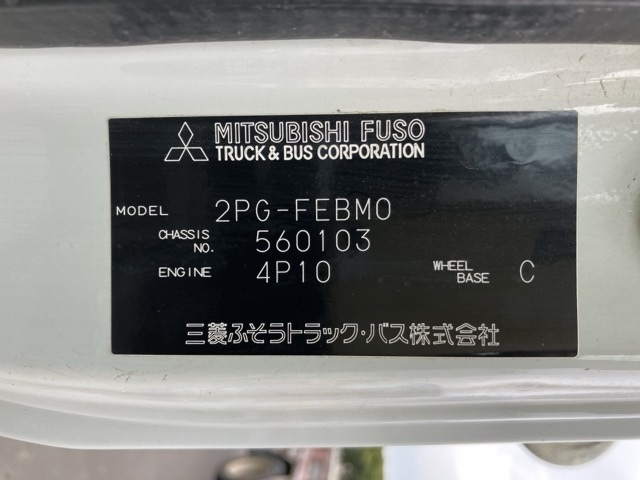 MITSUBISHI FUSO
TRUCK & BUS CORPORATION
MODEL 2PG-FEBM0
CHASSIS NO. 560103
ENGINE 4P10 WHEEL BASE C
三菱ふそうトラック・バス株式会社